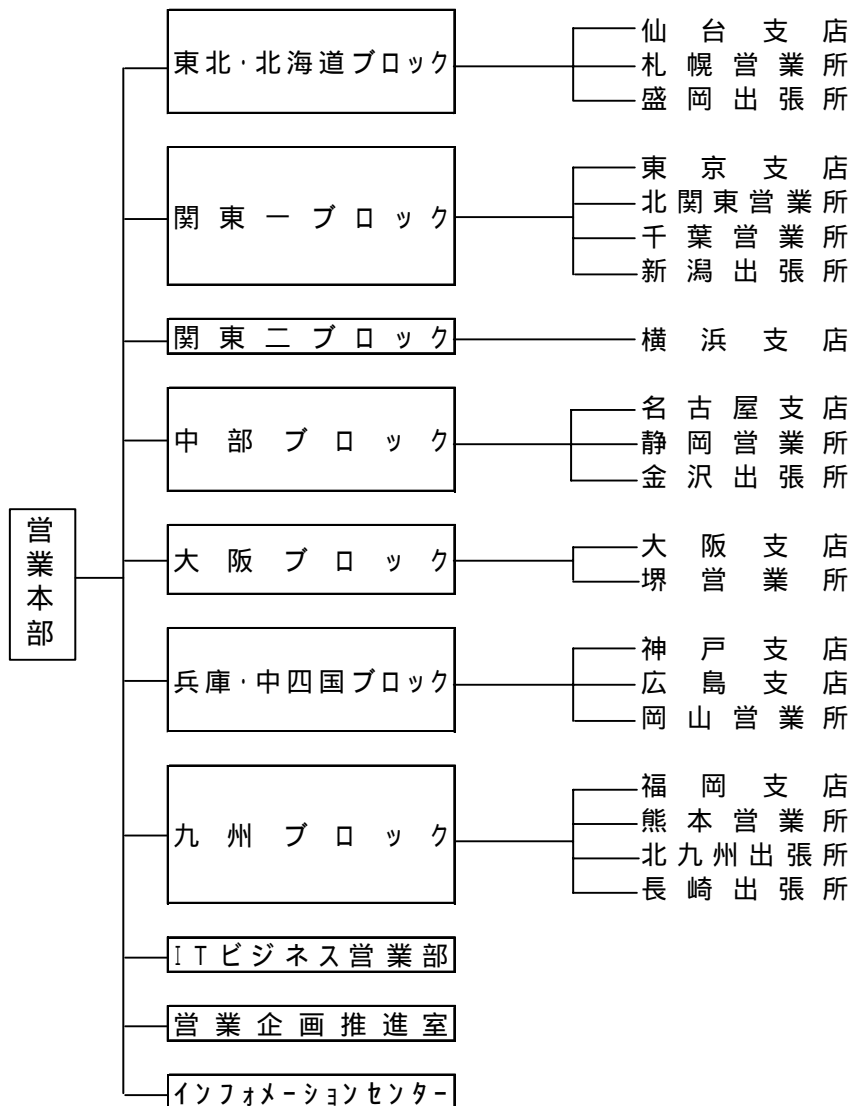 営業本部
東北・北海道ブロック
仙台支店
札幌営業所
盛岡出張所
関東一ブロック
東京支店
北関東営業所
千葉営業所
新潟出張所
関東二ブロック
横浜支店
中部ブロック
名古屋支店
静岡営業所
金沢出張所
大阪ブロック
大阪支店
堺営業所
兵庫・中四国ブロック
神戸支店
広島支店
岡山営業所
九州ブロック
福岡支店
熊本営業所
北九州出張所
長崎出張所
ITビジネス営業部
営業企画推進室
インフォメーションセンター